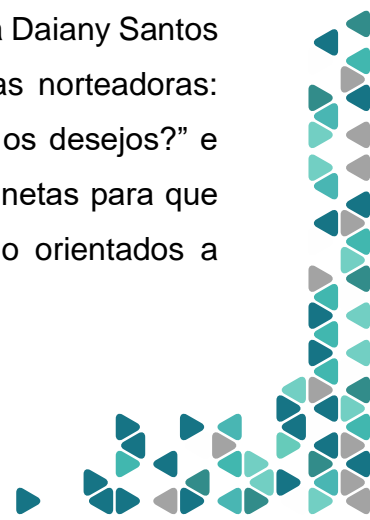 a Daiany Santos
as norteadoras:
os desejos?” e
netas para que
o orientados a